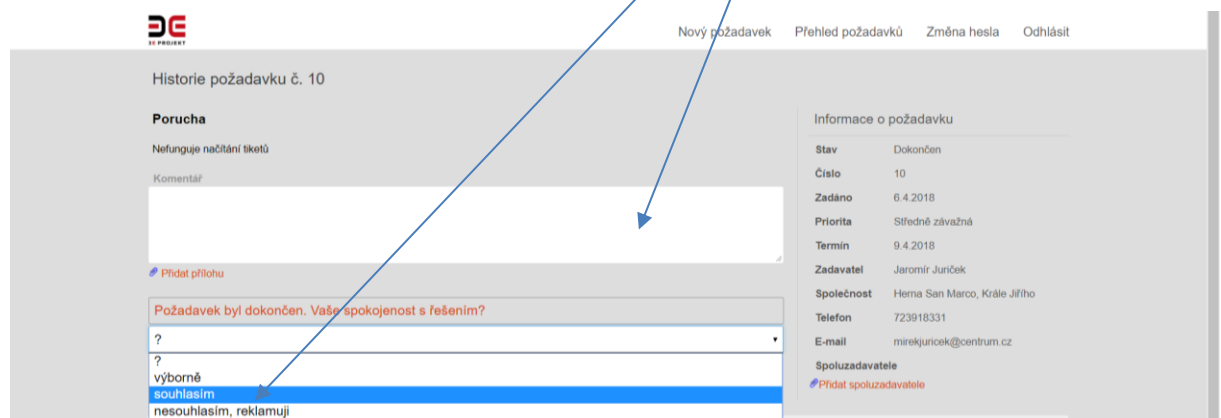 3E PROJEKT
Nový požadavek Přehled požadavků Změna hesla Odhlásit
Historie požadavku č. 10
Porucha
Nefunguje načítání tiketů
Komentář
Přidat přílohu
Požadavek byl dokončen. Vaše spokojenost s řešením?
?
?
výborně
souhlasím
nesouhlasím, reklamuji
Informace o požadavku
Stav Dokončen
Číslo 10
Zadáno 6.4.2018
Priorita Středně závažná
Termín 9.4.2018
Zadavatel Jaromír Juriček
Společnost Herna San Marco, Krále Jiřího
Telefon 723918331
E-mail mirekjuricek@centrum.cz
Spoluzadavatele
Přidat spoluzadavatele